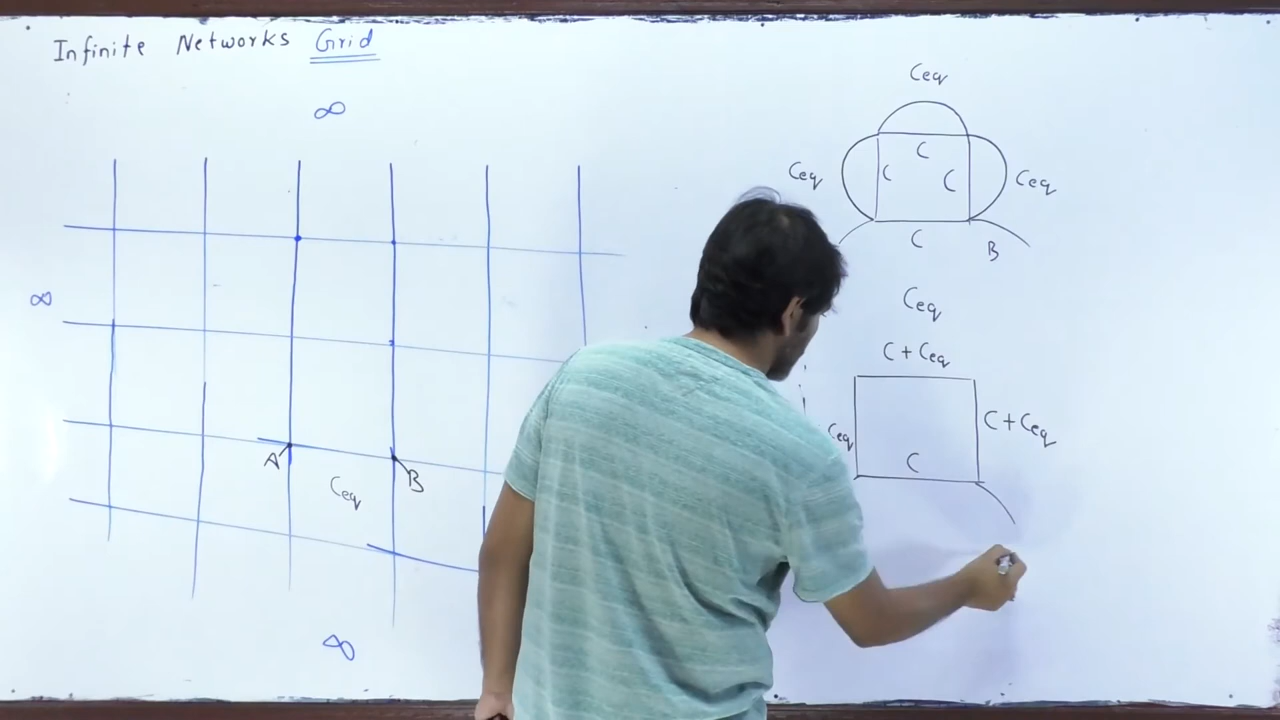 Infinite Networks Grid
∞
∞
A
B
Ceq
∞
Ceq
Ceq
C
C
C
Ceq
C
B
Ceq
C + Ceq
Ceq
C + Ceq
C